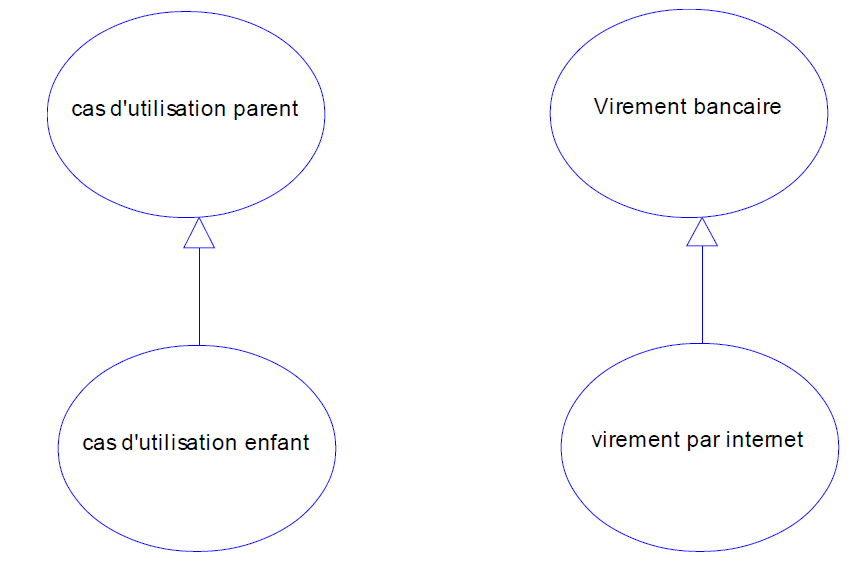 cas d'utilisation parent
Virement bancaire
cas d'utilisation enfant
virement par internet